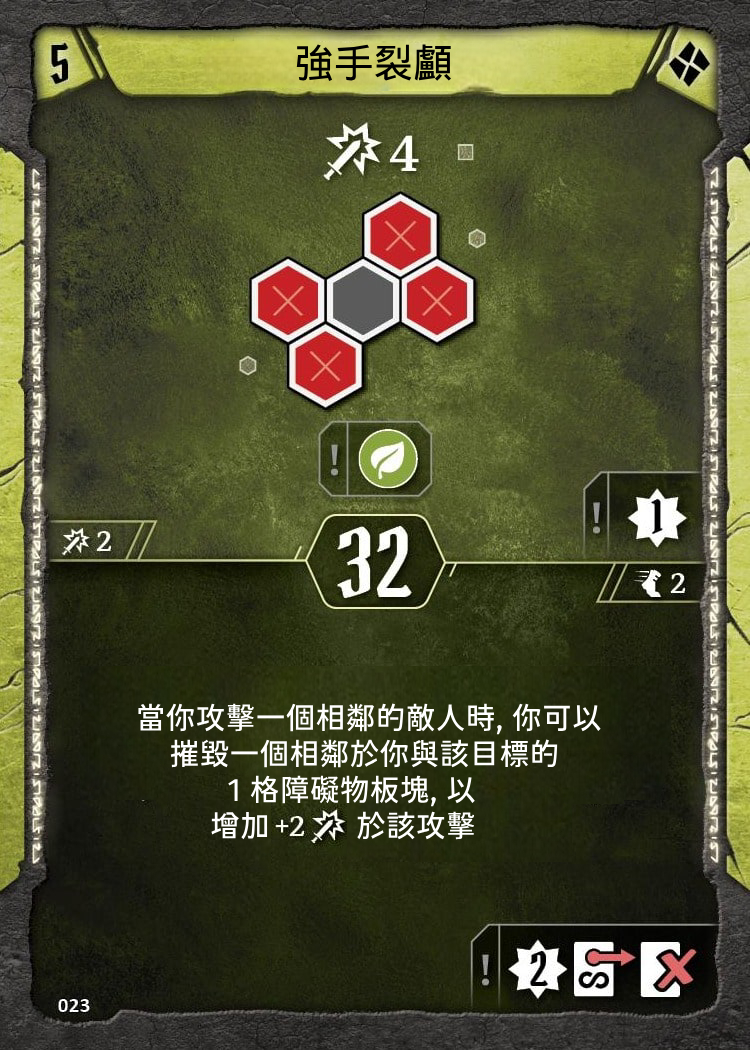 5
強手裂顱
4
!
! 1
2
32
2
當你攻擊一個相鄰的敵人時, 你可以
摧毀一個相鄰於你與該目標的
1 格障礙物板塊, 以
增加 +2 於該攻擊
! 2
023